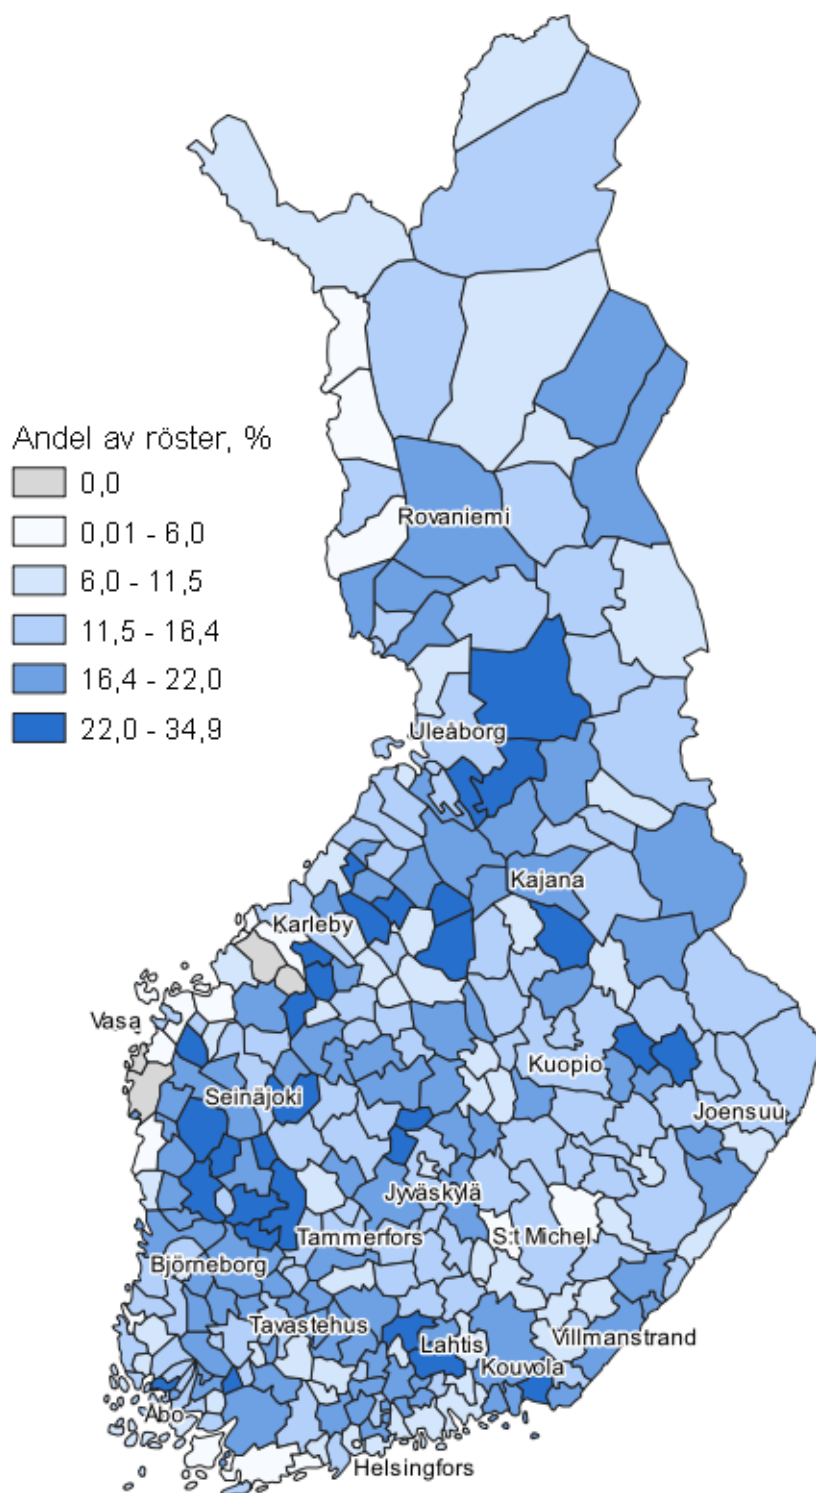 Andel av röster, %
0,0
0,01 - 6,0
6,0 - 11,5
11,5 - 16,4
16,4 - 22,0
22,0 - 34,9
Rovaniemi
Uleåborg
Kajana
Karleby
Vasa
Kuopio
Seinäjoki
Joensuu
Jyväskylä
Tammerfors
S:t Michel
Björneborg
Tavastehus
Lahtis
Villmanstrand
Kouvola
Åbo
Helsingfors